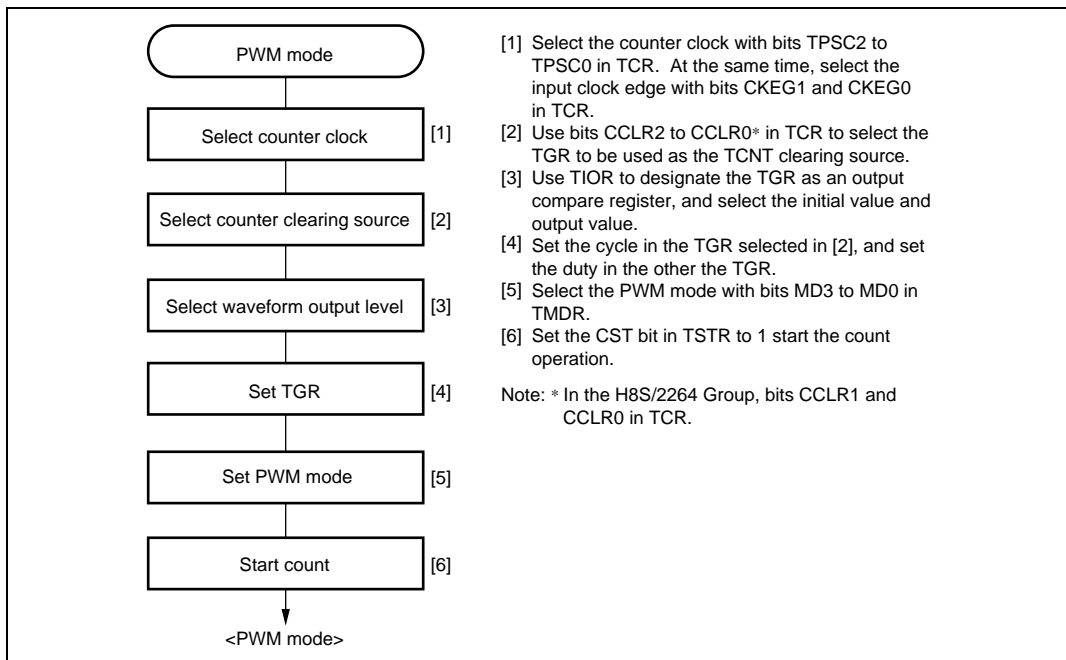 PWM mode
Select counter clock
[1]
Select counter clearing source
[2]
Select waveform output level
[3]
Set TGR
[4]
Set PWM mode
[5]
Start count
[6]
<PWM mode>
[1] Select the counter clock with bits TPSC2 to
TPSC0 in TCR. At the same time, select the
input clock edge with bits CKEG1 and CKEG0
in TCR.
[2] Use bits CCLR2 to CCLR0* in TCR to select the
TGR to be used as the TCNT clearing source.
[3] Use TIOR to designate the TGR as an output
compare register, and select the initial value and
output value.
[4] Set the cycle in the TGR selected in [2], and set
the duty in the other the TGR.
[5] Select the PWM mode with bits MD3 to MD0 in
TMDR.
[6] Set the CST bit in TSTR to 1 start the count
operation.
Note: * In the H8S/2264 Group, bits CCLR1 and
CCLR0 in TCR.